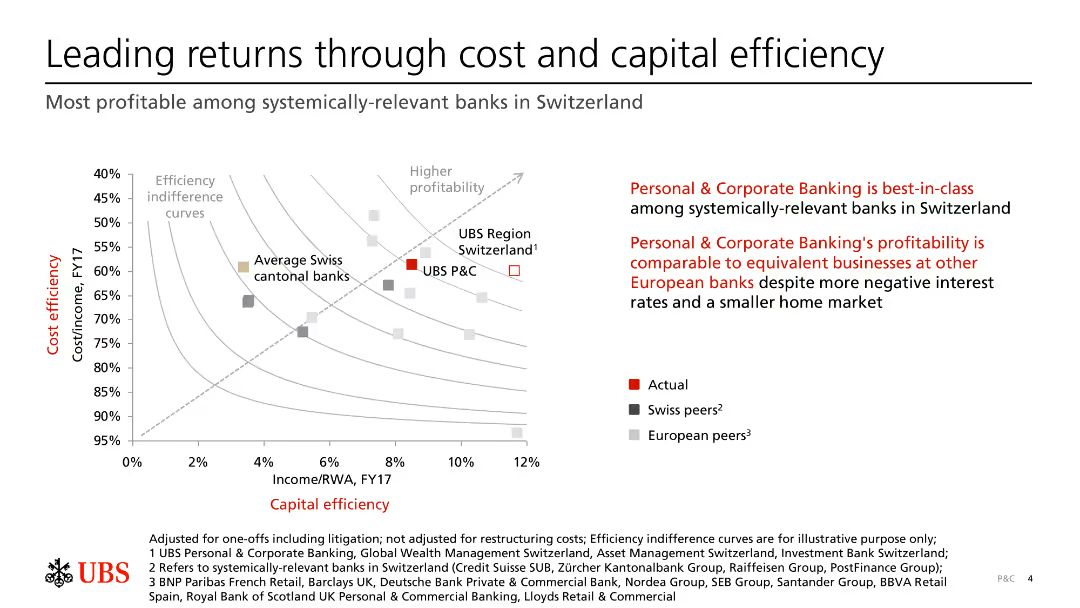 Leading returns through cost and capital efficiency
Most profitable among systemically-relevant banks in Switzerland
Cost efficiency
Cost/income, FY17
40%
45%
50%
55%
60%
65%
70%
75%
80%
85%
90%
95%
Efficiency
indifference
curves
Higher
profitability
Average Swiss
cantonal banks
UBS Region
Switzerland1
UBS P&C
0% 2% 4% 6% 8% 10% 12%
Income/RWA, FY17
Capital efficiency
Personal & Corporate Banking is best-in-class
among systemically-relevant banks in Switzerland
Personal & Corporate Banking's profitability is
comparable to equivalent businesses at other
European banks despite more negative interest
rates and a smaller home market
Actual
Swiss peers2
European peers3
Adjusted for one-offs including litigation; not adjusted for restructuring costs; Efficiency indifference curves are for illustrative purpose only;
1 UBS Personal & Corporate Banking, Global Wealth Management Switzerland, Asset Management Switzerland, Investment Bank Switzerland;
2 Refers to systemically-relevant banks in Switzerland (Credit Suisse SUB, Zürcher Kantonalbank Group, Raiffeisen Group, PostFinance Group);
3 BNP Paribas French Retail, Barclays UK, Deutsche Bank Private & Commercial Bank, Nordea Group, SEB Group, Santander Group, BBVA Retail
Spain, Royal Bank of Scotland UK Personal & Commercial Banking, Lloyds Retail & Commercial
UBS
P&C 4